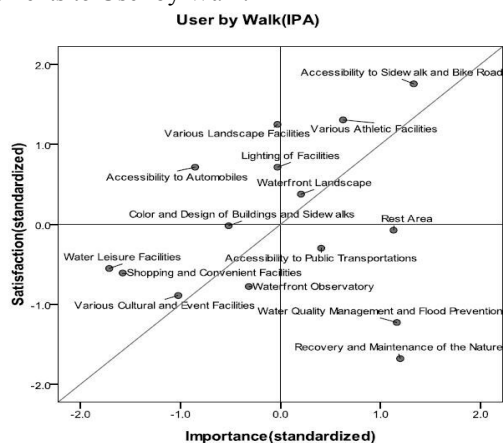 User by Walk(IPA)
2.0
Accessibility to Sidewalk and Bike Road
Various Landscape Facilities
Various Athletic Facilities
1.0
Lighting of Facilities
Accessibility to Automobiles
Waterfront Landscape
Color and Design of Buildings and Sidewalks
Rest Area
0.0
Satisfaction(standardized)
Water Leisure Facilities
Accessibility to Public Transportations
Shopping and Convenient Facilities
Waterfront Observatory
-1.0
Various Cultural and Event Facilities
Water Quality Management and Flood Prevention
Recovery and Maintenance of the Nature
-2.0
-2.0 -1.0 0.0 1.0 2.0
Importance(standardized)